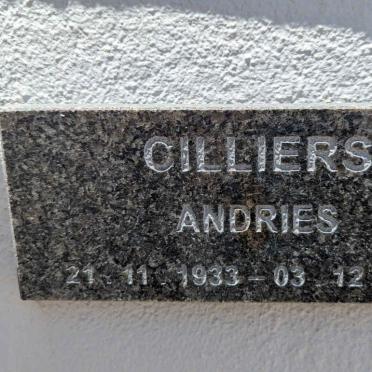 CILLIERS
ANDRIES
21 . 11 . 1933 – 03 . 12